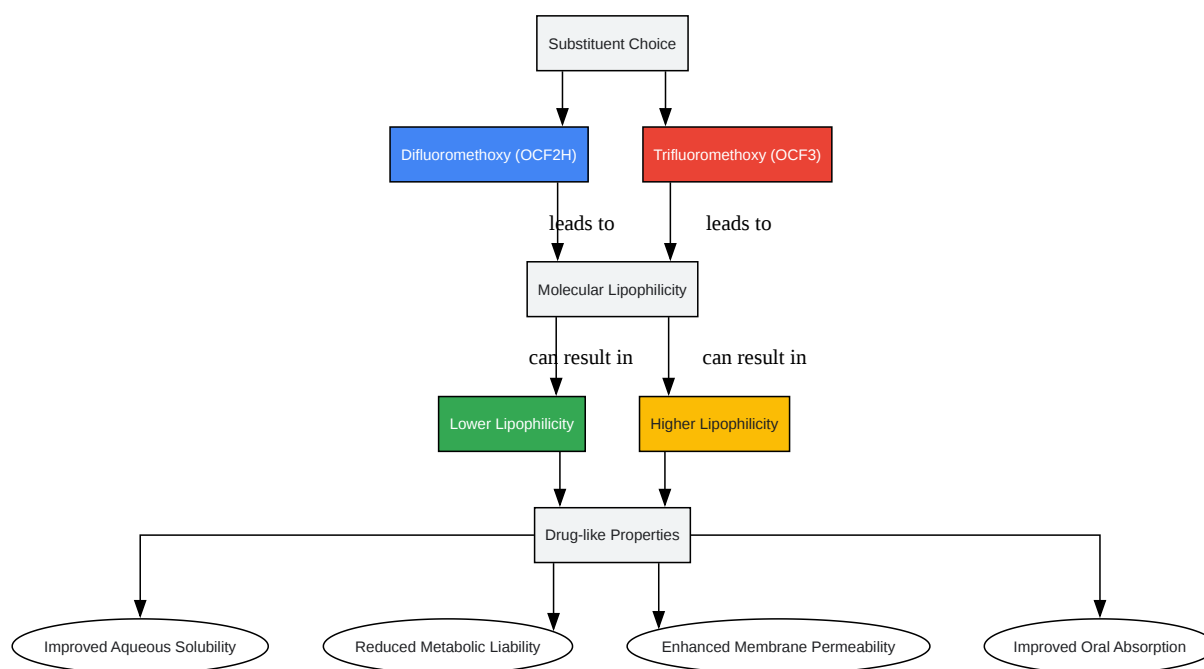 Substituent Choice
Difluoromethoxy (OCF2H)
Trifluoromethoxy (OCF3)
leads to
leads to
Molecular Lipophilicity
can result in
can result in
Lower Lipophilicity
Higher Lipophilicity
Drug-like Properties
Improved Aqueous Solubility
Reduced Metabolic Liability
Enhanced Membrane Permeability
Improved Oral Absorption